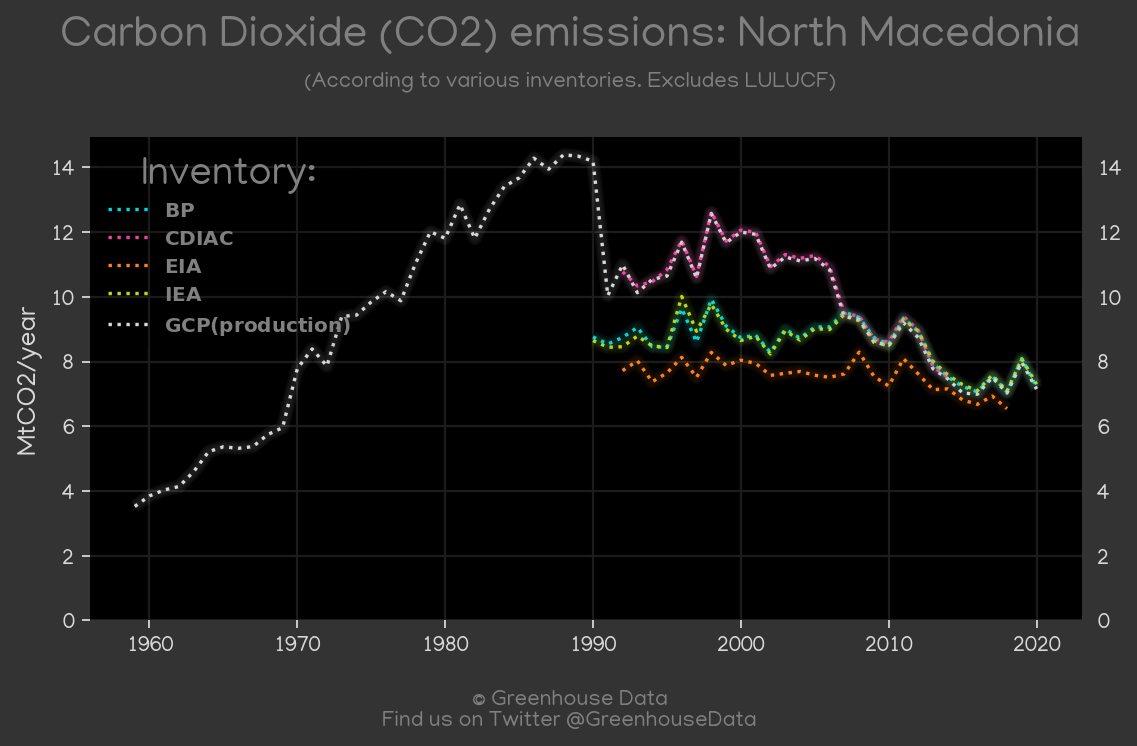 Carbon Dioxide (CO2) emissions: North Macedonia
(According to various inventories. Excludes LULUCF)
Inventory:
BP
CDIAC
EIA
IEA
GCP(production)
MtCO2/year
14
12
10
8
6
4
2
0
14
12
10
8
6
4
2
0
1960 1970 1980 1990 2000 2010 2020
© Greenhouse Data
Find us on Twitter @GreenhouseData